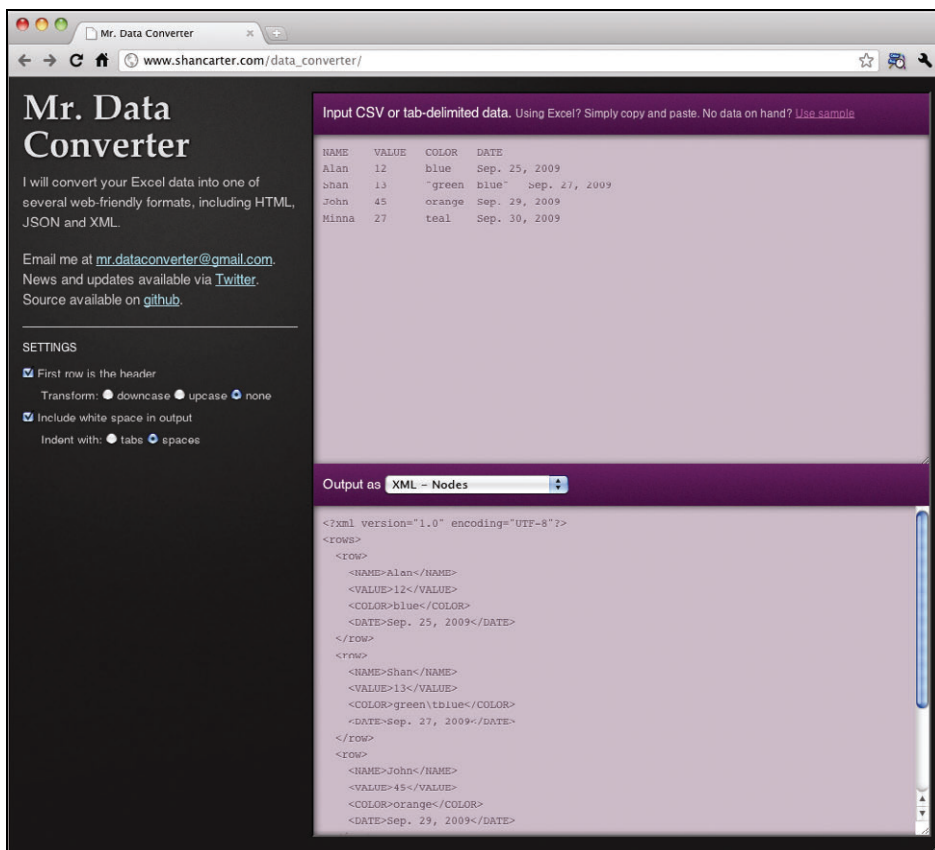 Mr. Data Converter
www.shancarter.com/data_converter/
Mr. Data
Converter
I will convert your Excel data into one of
several web-friendly formats, including HTML,
JSON and XML.
Email me at mr.dataconverter@gmail.com.
News and updates available via Twitter.
Source available on github.
SETTINGS
First row is the header
Transform: downcase upcase none
Include white space in output
Indent with: tabs spaces
Input CSV or tab-delimited data. Using Excel? Simply copy and paste. No data on hand? Use sample
NAME VALUE COLOR DATE
Alan 12 blue Sep. 25, 2009
Shan 13 "green blue" Sep. 27, 2009
John 45 orange Sep. 29, 2009
Minna 27 teal Sep. 30, 2009
Output as XML - Nodes
<?xml version="1.0" encoding="UTF-8"?>
<rows>
<row>
<NAME>Alan</NAME>
<VALUE>12</VALUE>
<COLOR>blue</COLOR>
<DATE>Sep. 25, 2009</DATE>
</row>
<row>
<NAME>Shan</NAME>
<VALUE>13</VALUE>
<COLOR>green\tblue</COLOR>
<DATE>Sep. 27, 2009</DATE>
</row>
<row>
<NAME>John</NAME>
<VALUE>45</VALUE>
<COLOR>orange</COLOR>
<DATE>Sep. 29, 2009</DATE>